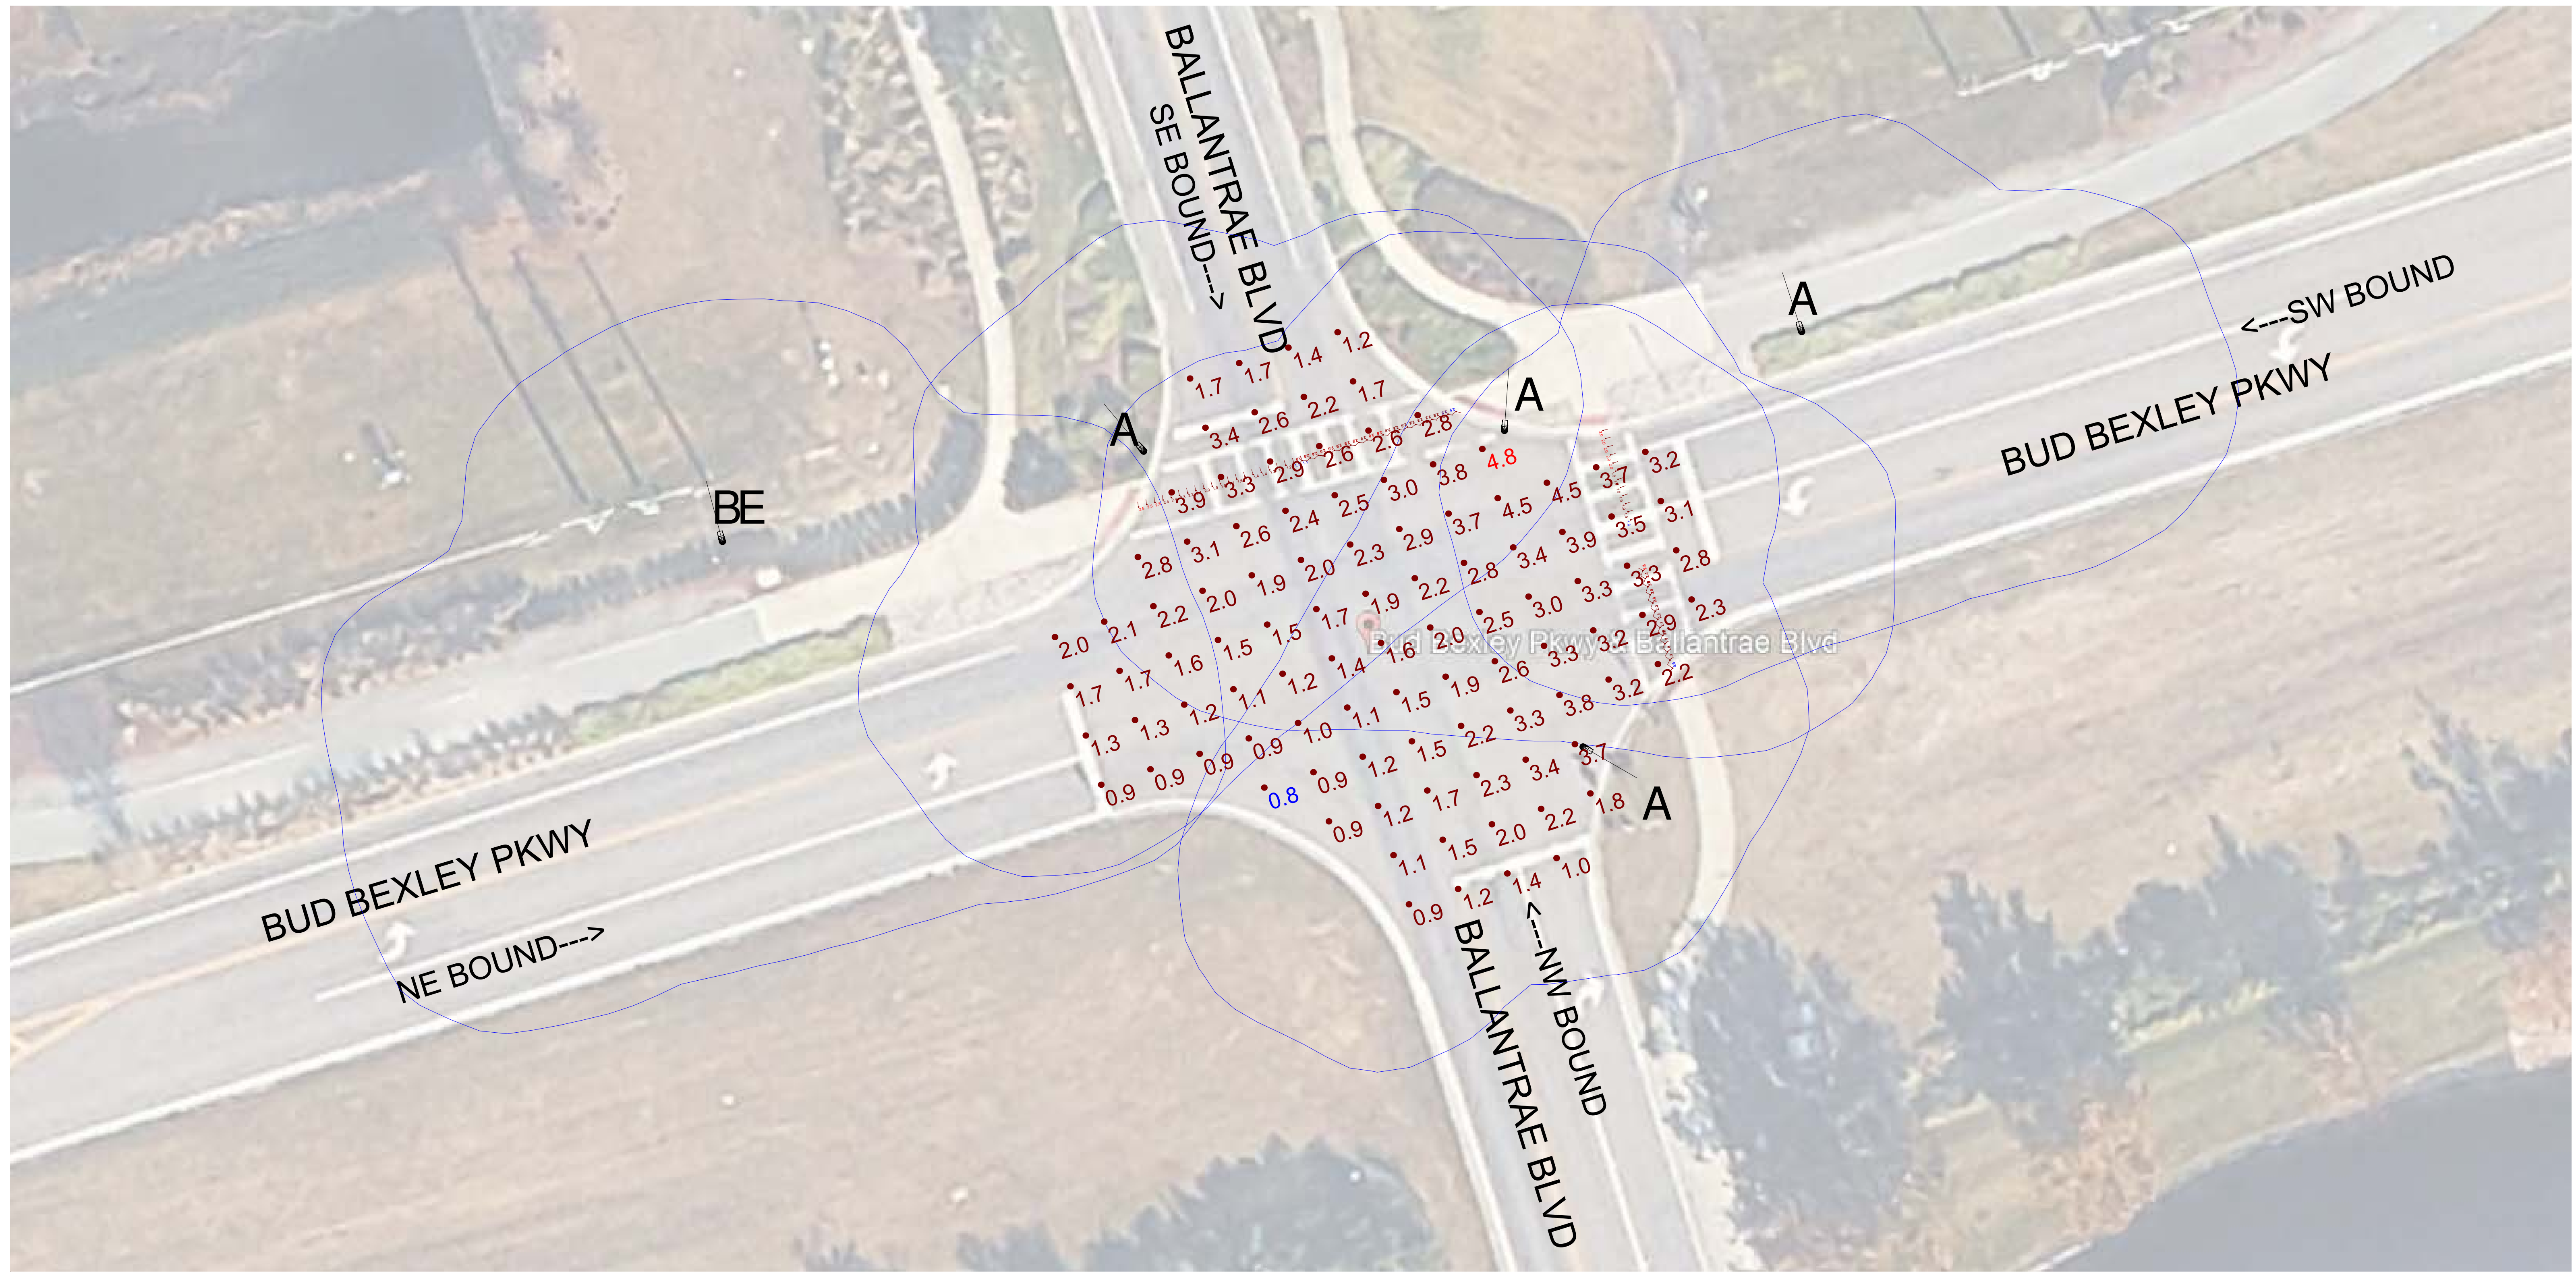 BALLANTRAE BLVD
SE BOUND---->
<---SW BOUND
BUD BEXLEY PKWY
A
A
A
BE
1.7 1.7 1.4 1.2
3.4 2.6 2.2 1.7
3.9 3.3 2.9 2.6 2.6 2.8
2.8 3.1 2.6 2.4 2.5 3.0 3.8 4.8
2.0 2.1 2.2 2.0 1.9 2.0 2.3 2.9 3.7 4.5 4.5 3.7 3.2
1.7 1.7 1.6 1.5 1.5 1.7 1.9 2.2 2.8 3.4 3.9 3.5 3.1
1.3 1.3 1.2 1.1 1.2 1.4 1.6 2.0 2.5 3.0 3.3 3.3 2.8
0.9 0.9 0.9 0.9 1.0 1.1 1.5 1.9 2.6 3.3 3.2 2.9 2.3
0.8 0.9 1.2 1.5 2.2 3.3 3.8 3.2 2.2
0.9 1.2 1.7 2.3 3.4 3.7
1.1 1.5 2.0 2.2 1.8
0.9 1.2 1.4 1.0
Bud Bexley Pkwy & Ballantrae Blvd
A
BUD BEXLEY PKWY
NE BOUND--->
BALLANTRAE BLVD
<----NW BOUND